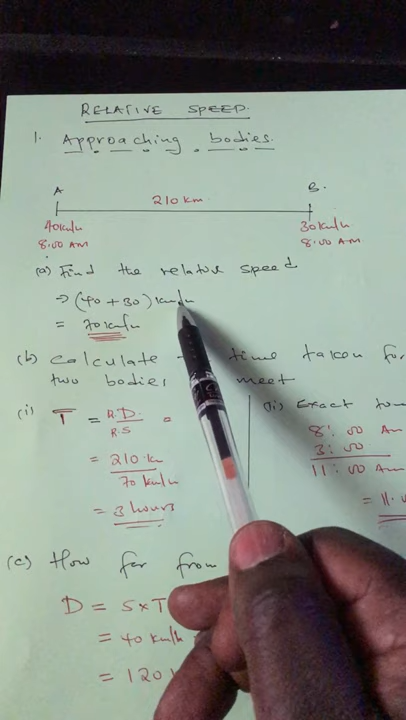 RELATIVE SPEED.
1. Approaching bodies.
A B.
210 km
40km/h 30km/h
8:00 AM 8:00 AM
(a) Find the relative speed
→ (40 + 30) km/h
= 70km/h
(b) Calculate time taken for
two bodies meet
(i) T = R.D.
R.S
= 210 km
70 km/h
= 3 hours
(ii) Exact
8: 00 Am
3: 00
11: 00 Am
= 11.
(c) How far from
D = S × T
= 40 km/h
= 120